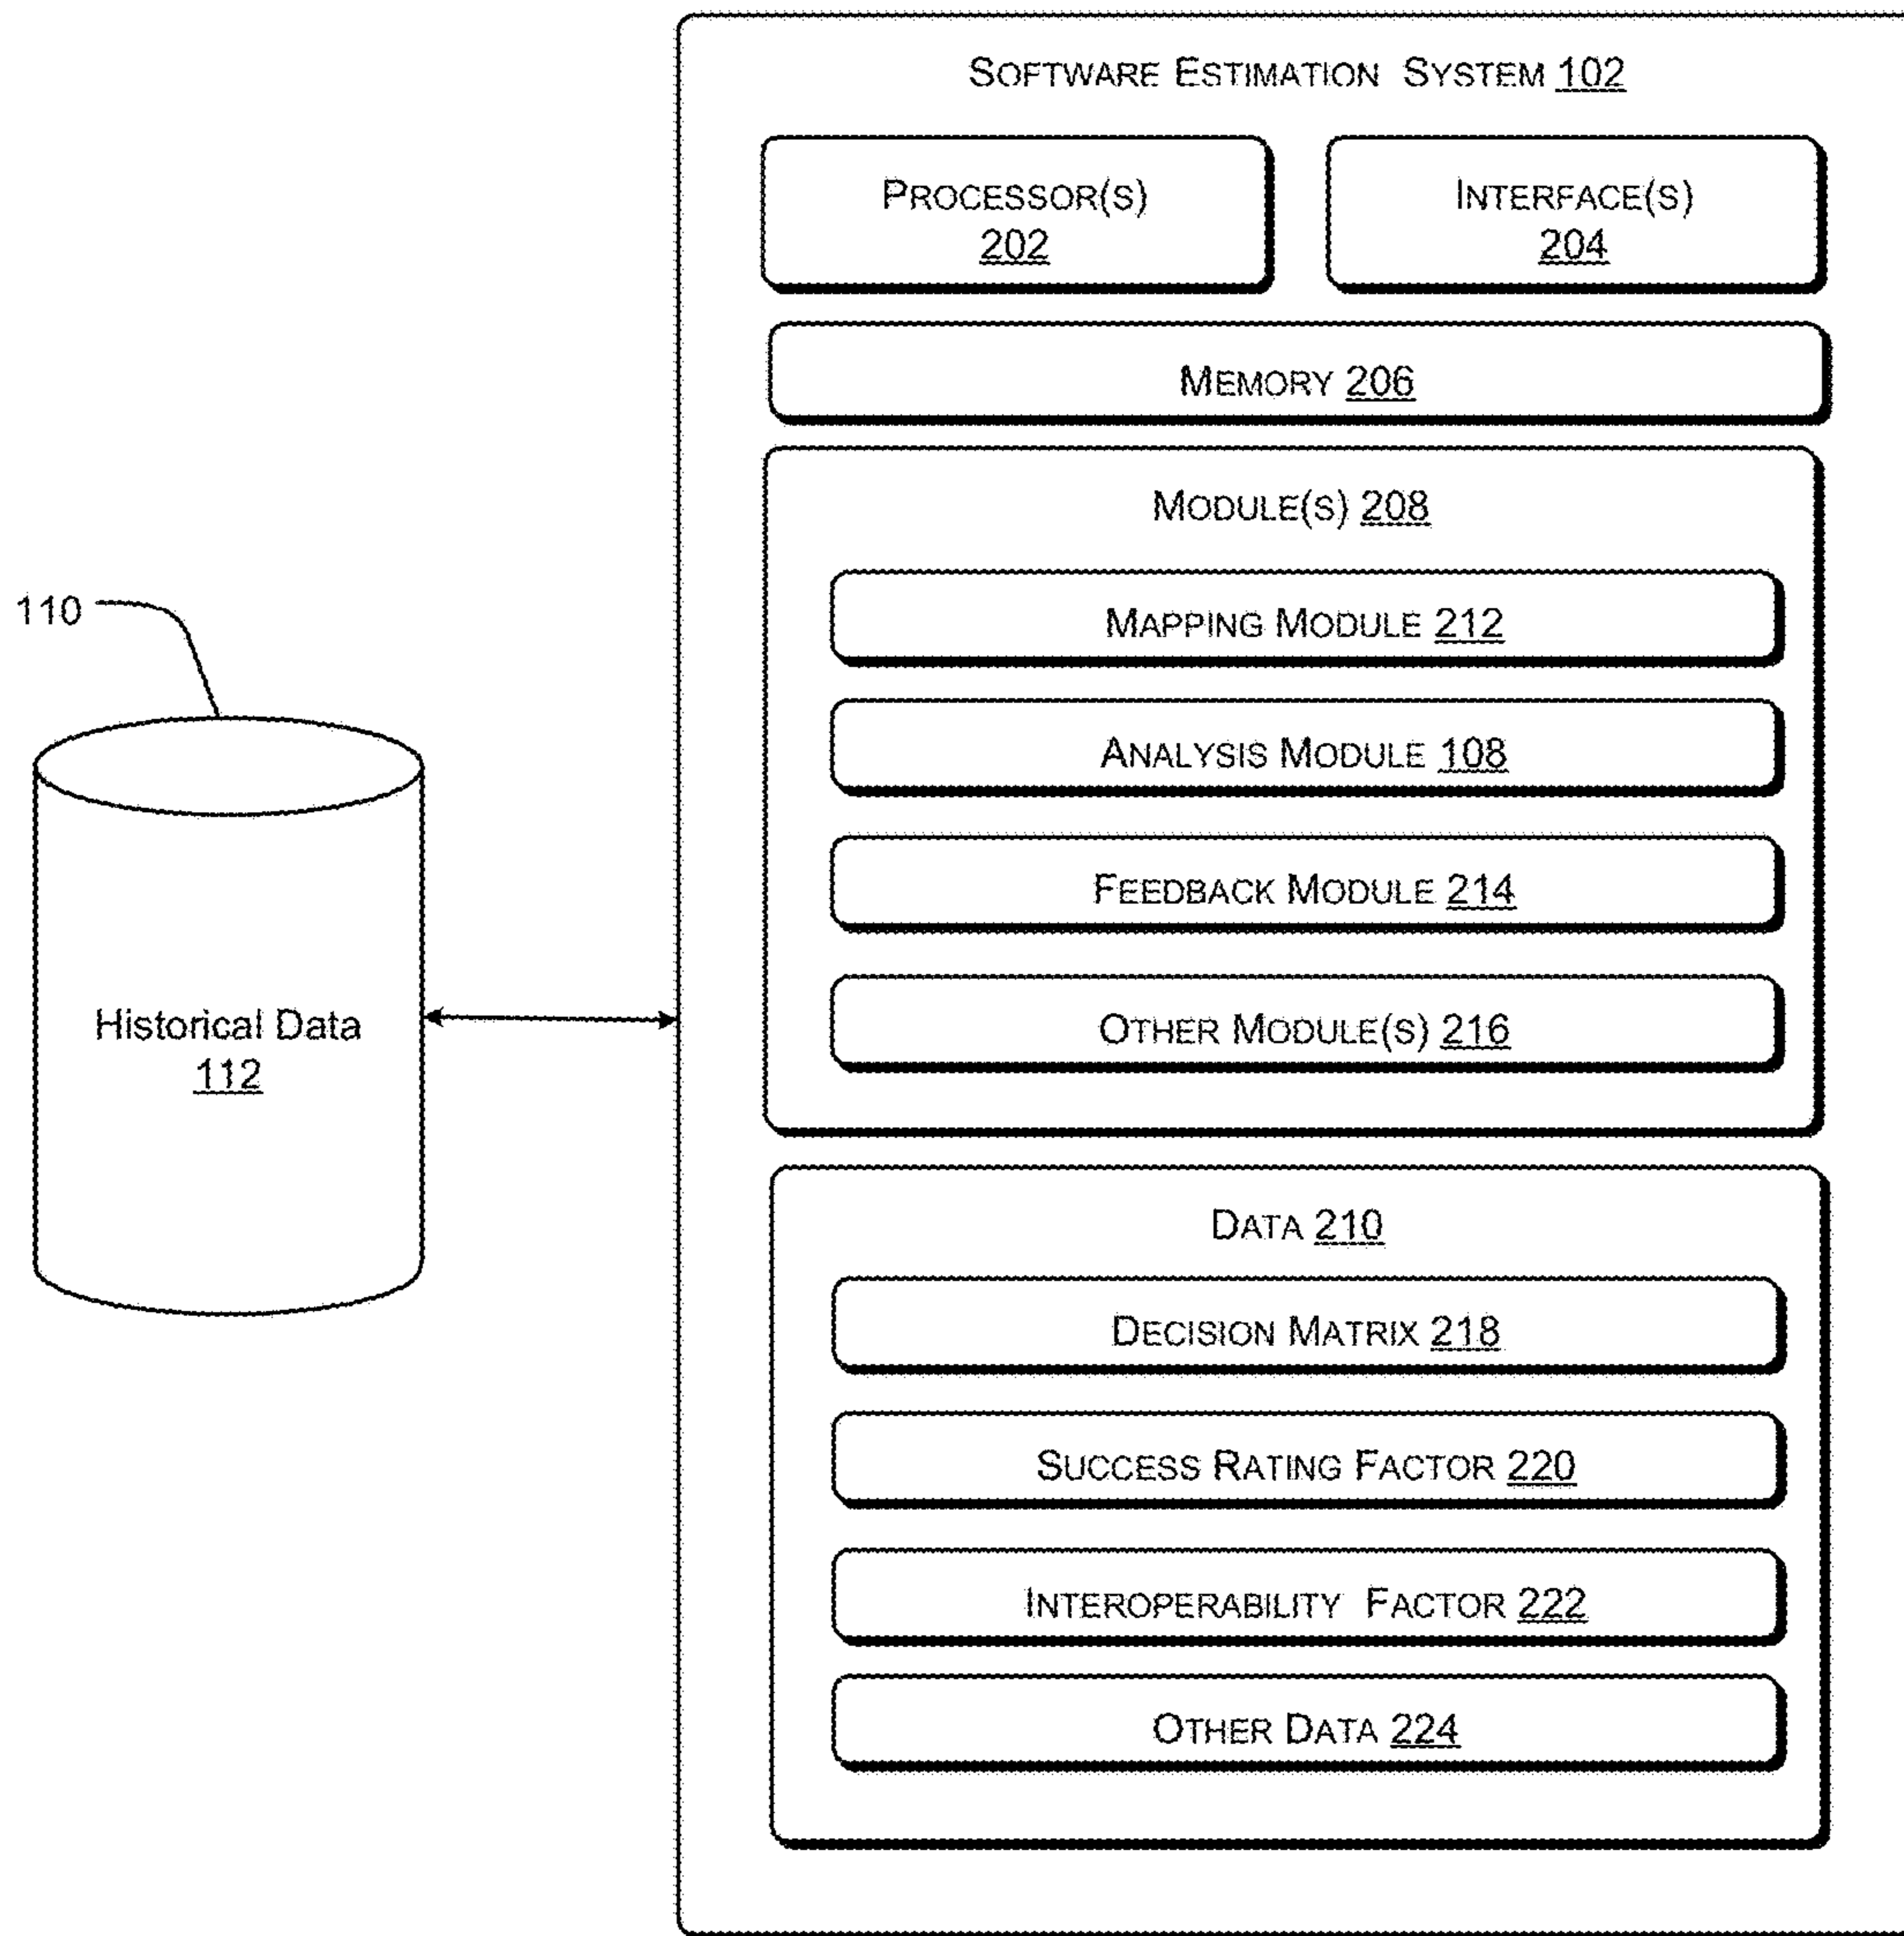 SOFTWARE ESTIMATION SYSTEM 102
PROCESSOR(S)
202
INTERFACE(S)
204
MEMORY 206
MODULE(S) 208
MAPPING MODULE 212
ANALYSIS MODULE 108
FEEDBACK MODULE 214
OTHER MODULE(S) 216
110
Historical Data
112
DATA 210
DECISION MATRIX 218
SUCCESS RATING FACTOR 220
INTEROPERABILITY FACTOR 222
OTHER DATA 224